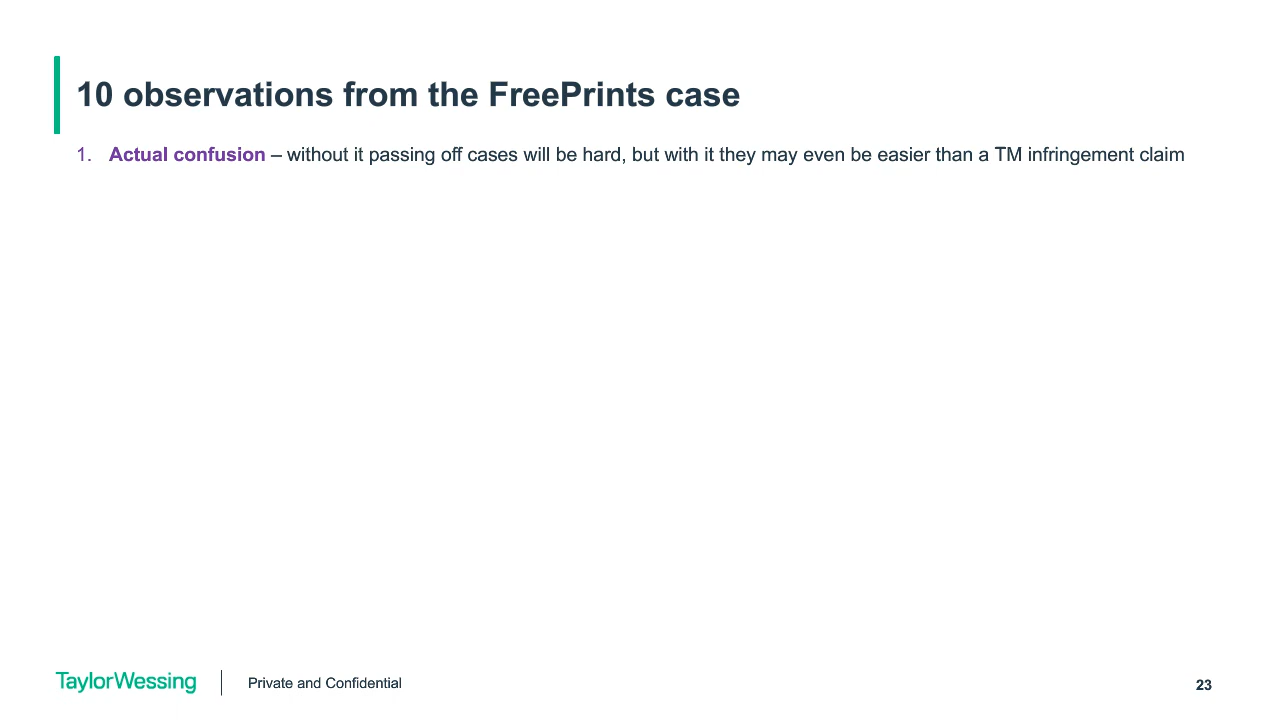 10 observations from the FreePrints case
1. Actual confusion – without it passing off cases will be hard, but with it they may even be easier than a TM infringement claim
TaylorWessing
Private and Confidential
23